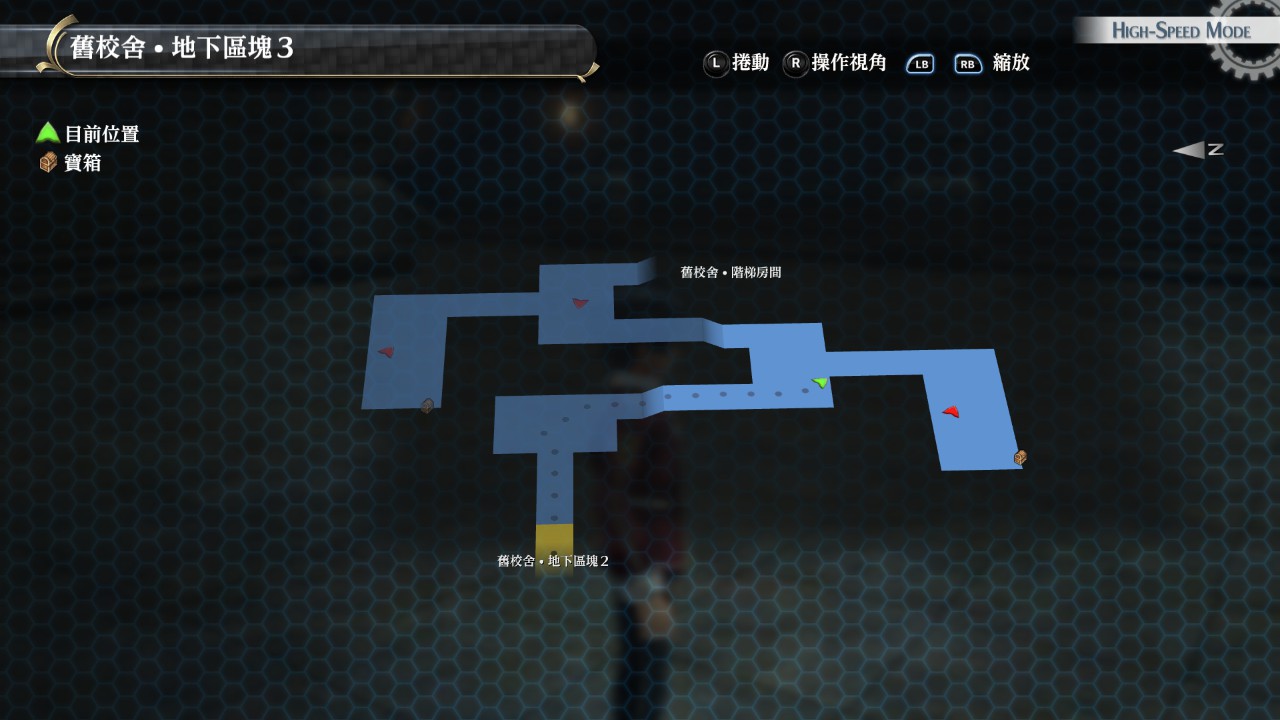 舊校舍•地下區塊3
HIGH-SPEED MODE
L 捲動 R 操作視角 LB RB 縮放
目前位置
寶箱
Z
舊校舍•階梯房間
舊校舍•地下區塊2